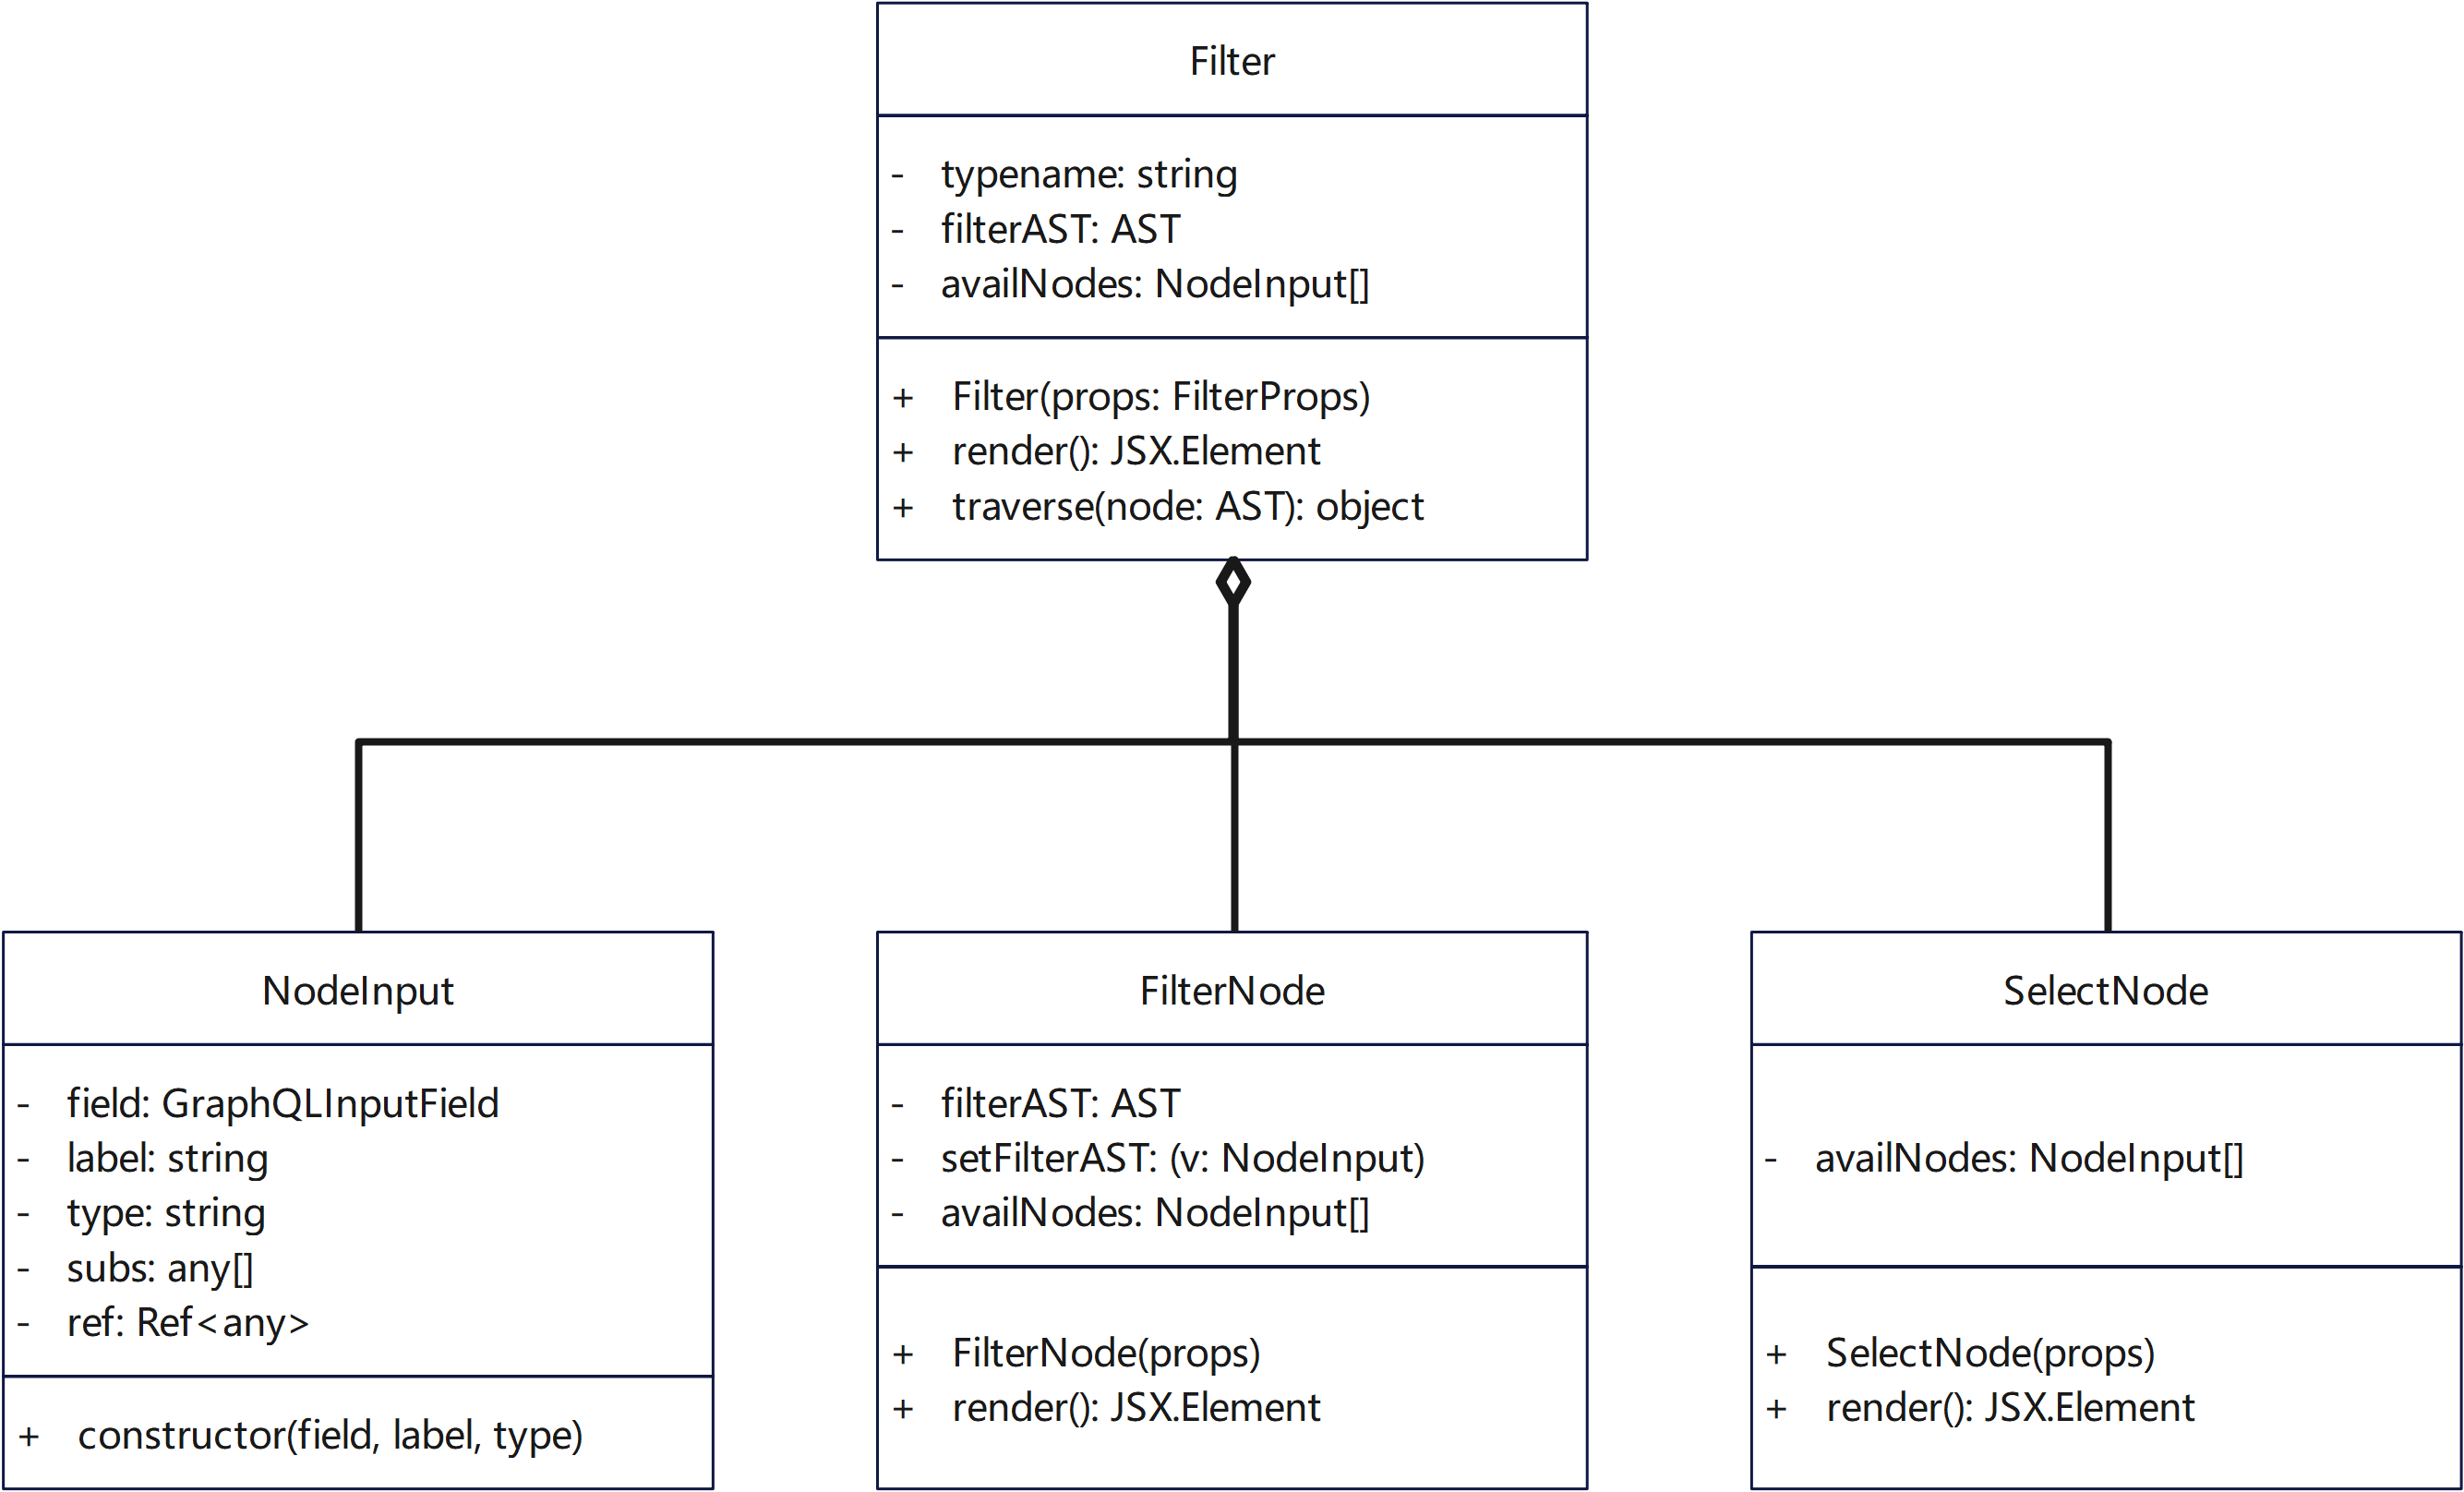 Filter
- typename: string
- filterAST: AST
- availNodes: NodeInput[]
+ Filter(props: FilterProps)
+ render(): JSX.Element
+ traverse(node: AST): object
NodeInput
- field: GraphQLInputField
- label: string
- type: string
- subs: any[]
- ref: Ref<any>
+ constructor(field, label, type)
FilterNode
- filterAST: AST
- setFilterAST: (v: NodeInput)
- availNodes: NodeInput[]
+ FilterNode(props)
+ render(): JSX.Element
SelectNode
- availNodes: NodeInput[]
+ SelectNode(props)
+ render(): JSX.Element